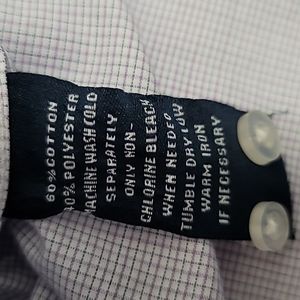 60% COTTON
40% POLYESTER
MACHINE WASH COLD
SEPARATELY
ONLY NON-
CHLORINE BLEACH
WHEN NEEDED
TUMBLE DRY LOW
WARM IRON
IF NECESSARY